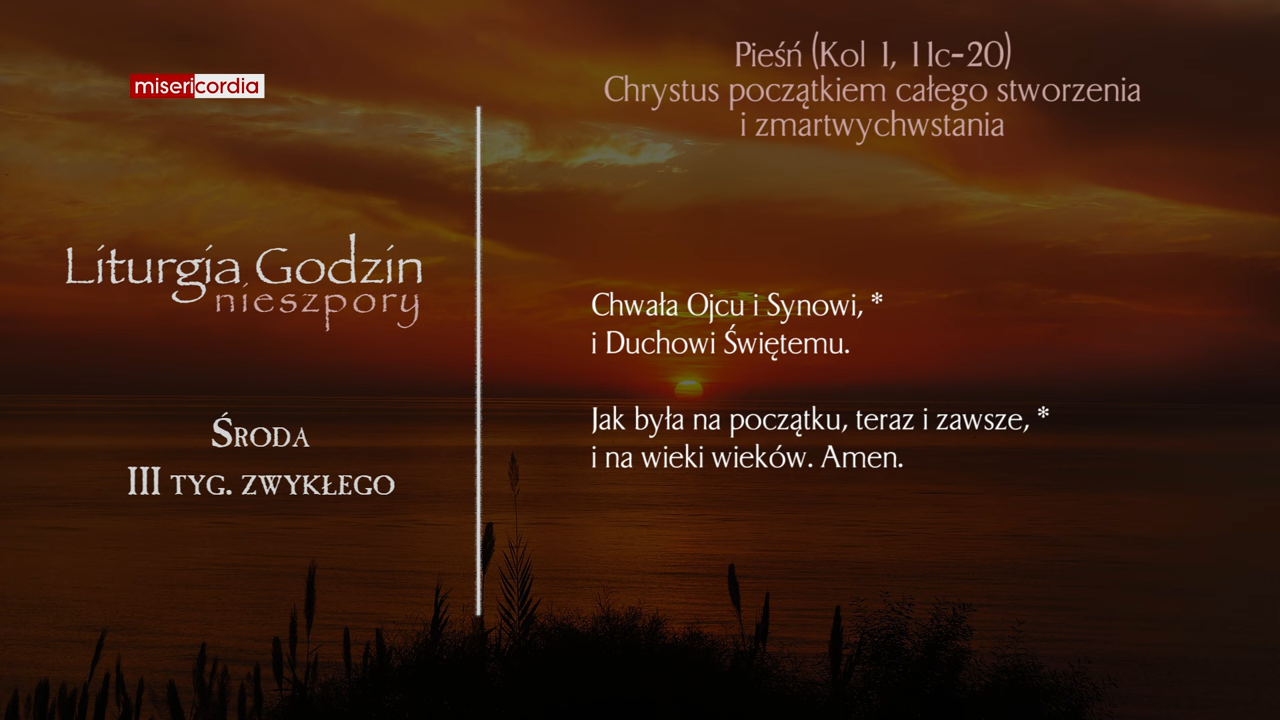 misericordia
Liturgia Godzin
nieszpory
Środa
III tyg. zwykłego
Pieśń (Kol 1, 11c-20)
Chrystus początkiem całego stworzenia
i zmartwychwstania
Chwała Ojcu i Synowi, *
i Duchowi Świętemu.
Jak była na początku, teraz i zawsze, *
i na wieki wieków. Amen.